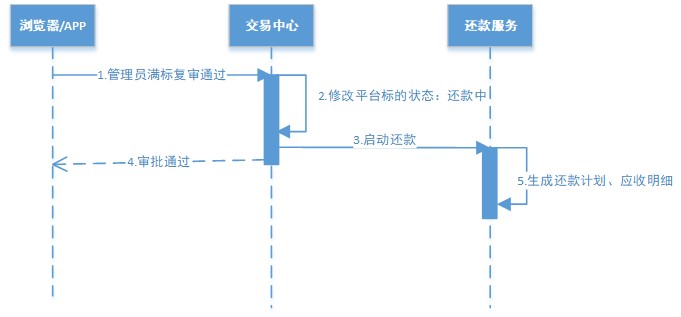 浏览器/APP
交易中心
还款服务
1.管理员满标复审通过
2.修改平台标的状态：还款中
3.启动还款
4.审批通过
5.生成还款计划、应收明细